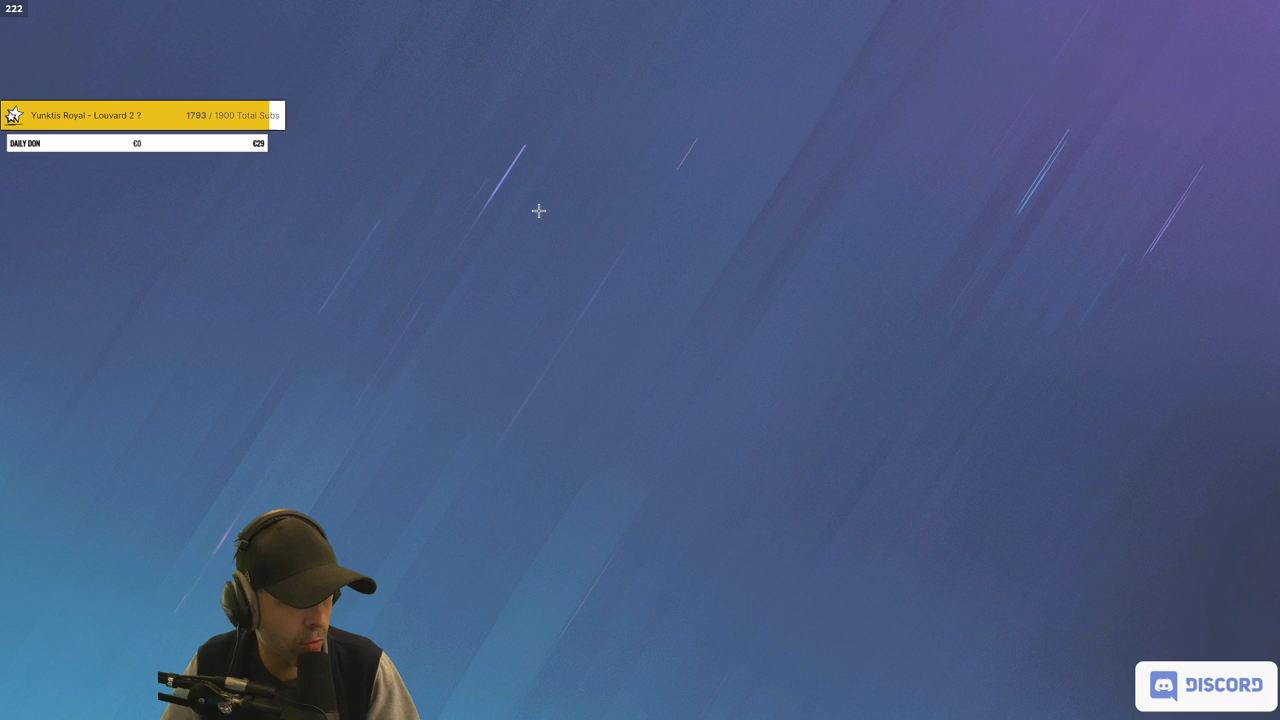 222
Yunktis Royal - Louvard 2 ? 1793 / 1900 Total Subs
DAILY DON €0 €29
DISCORD